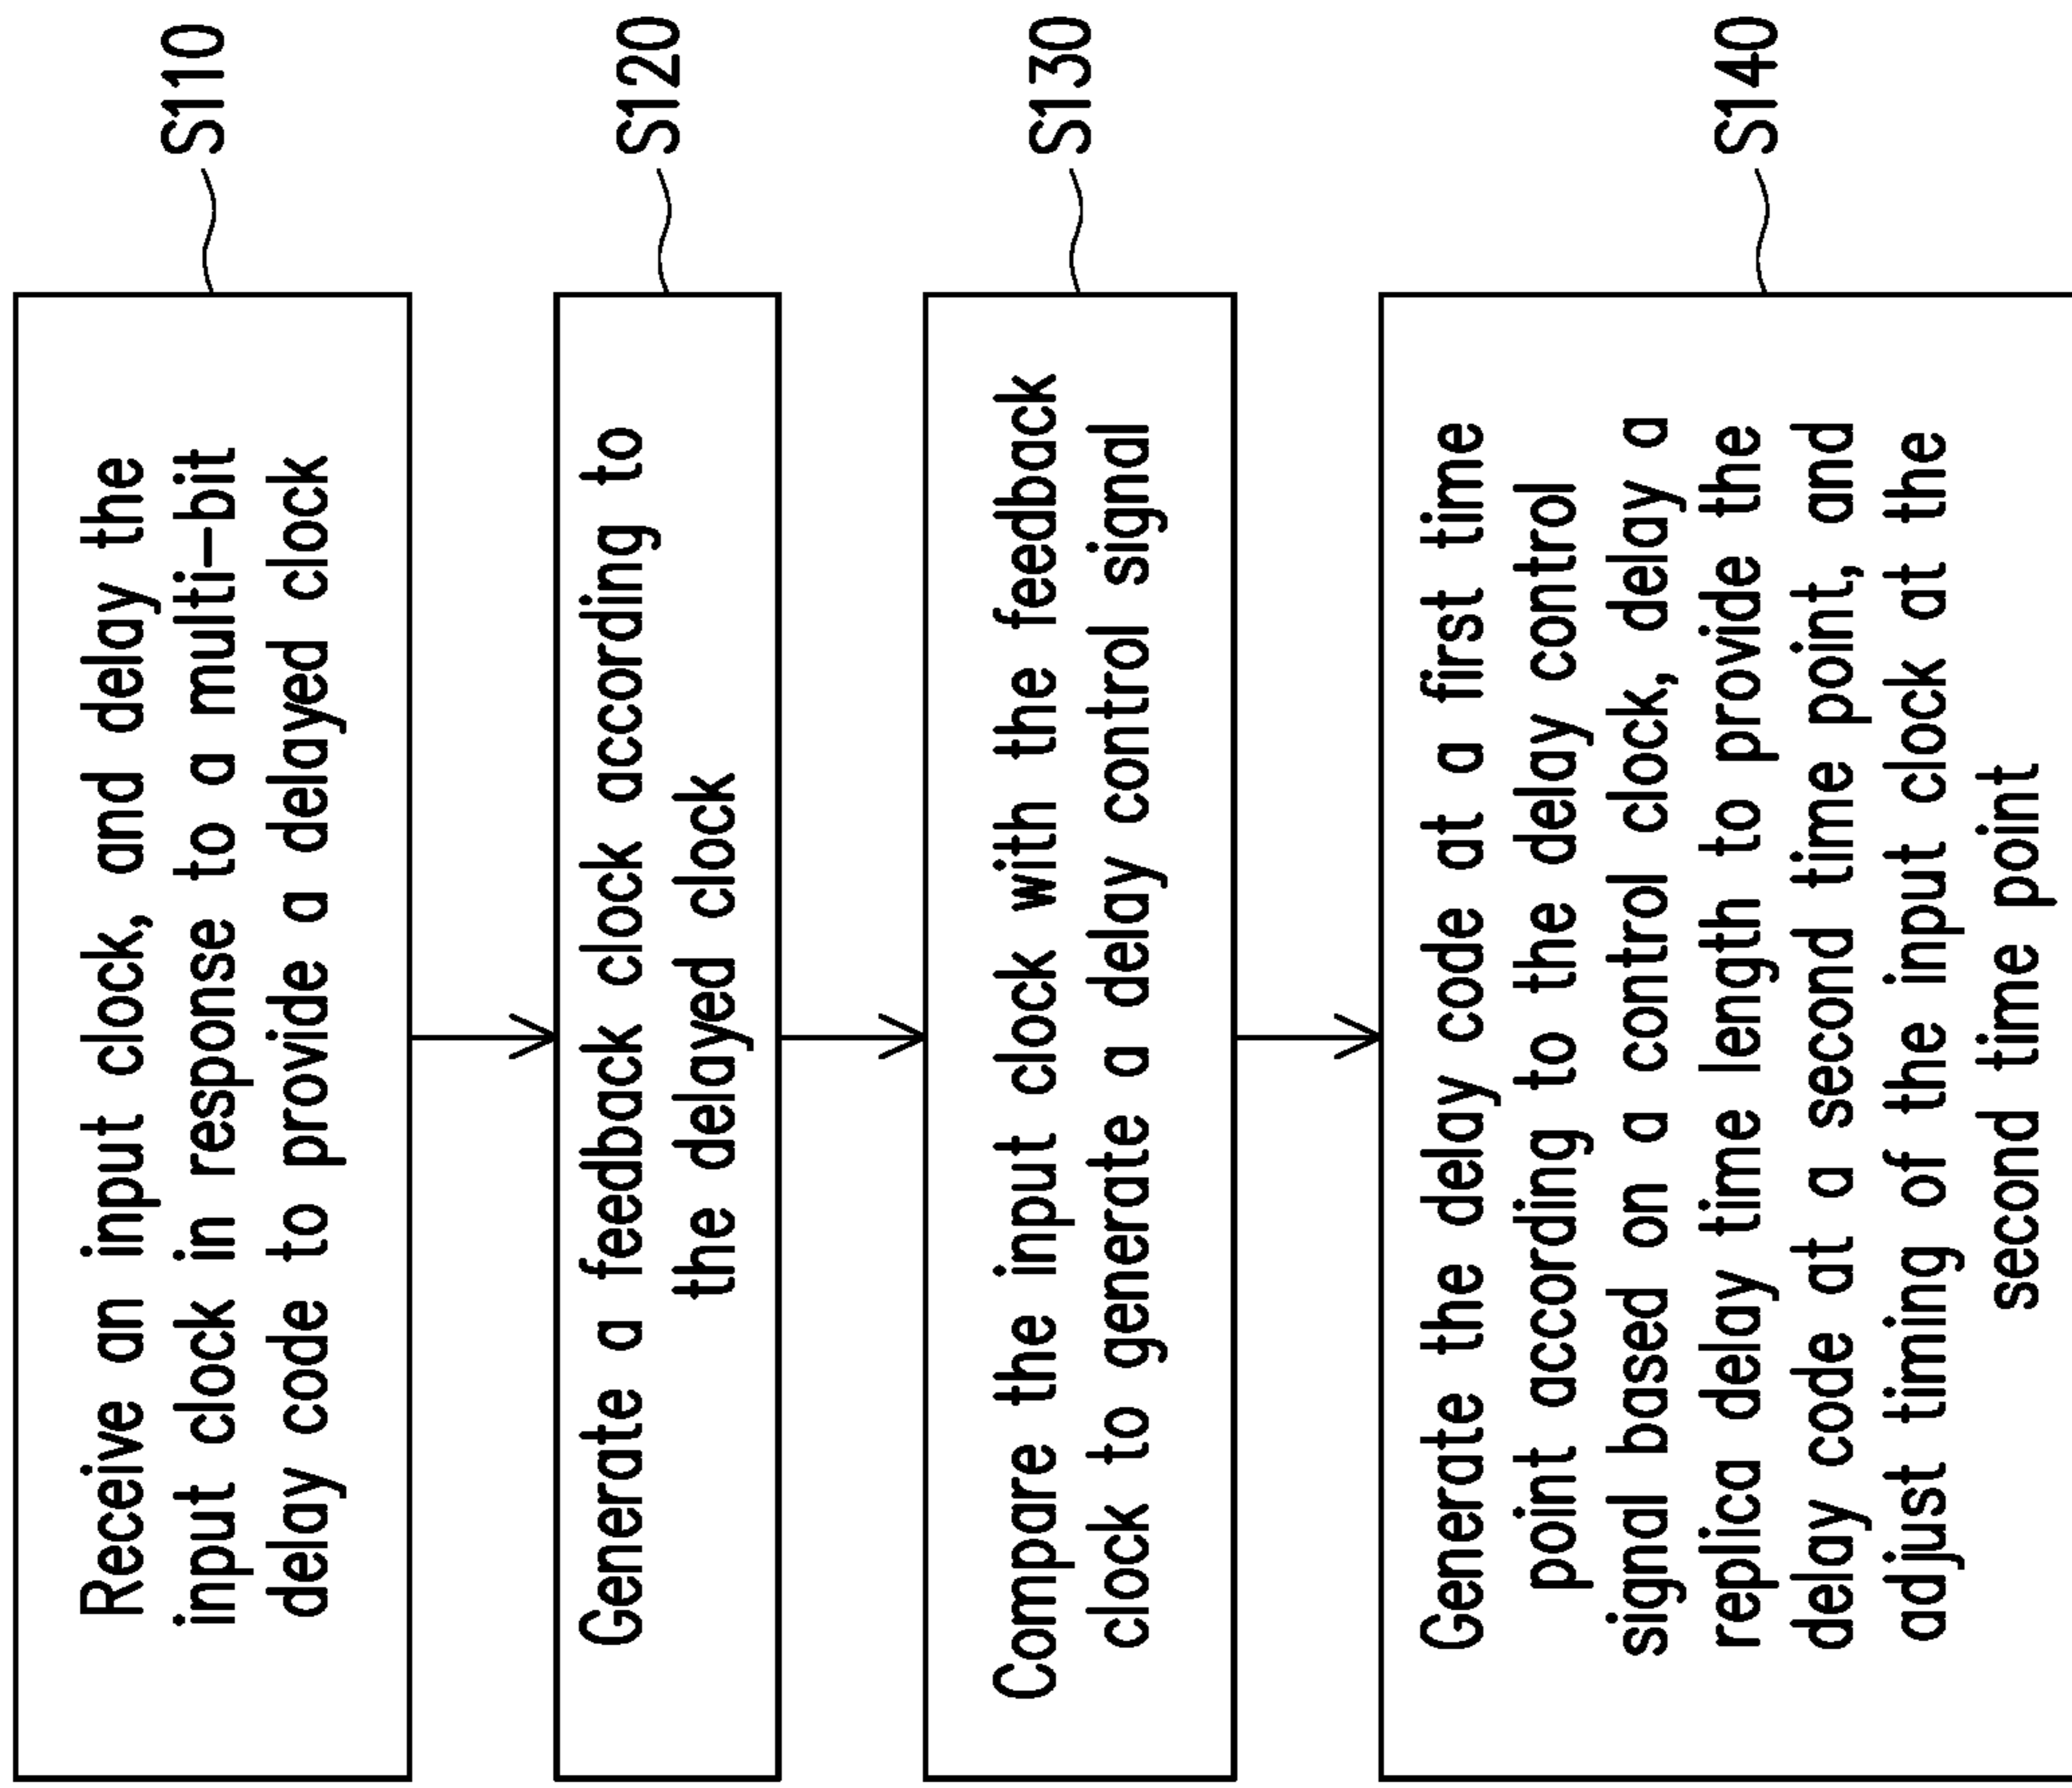 Receive an input clock, and delay the
input clock in response to a multi-bit
delay code to provide a delayed clock
S110
Generate a feedback clock according to
the delayed clock
S120
Compare the input clock with the feedback
clock to generate a delay control signal
S130
Generate the delay code at a first time
point according to the delay control
signal based on a control clock, delay a
replica delay time length to provide the
delay code at a second time point, and
adjust timing of the input clock at the
second time point
S140